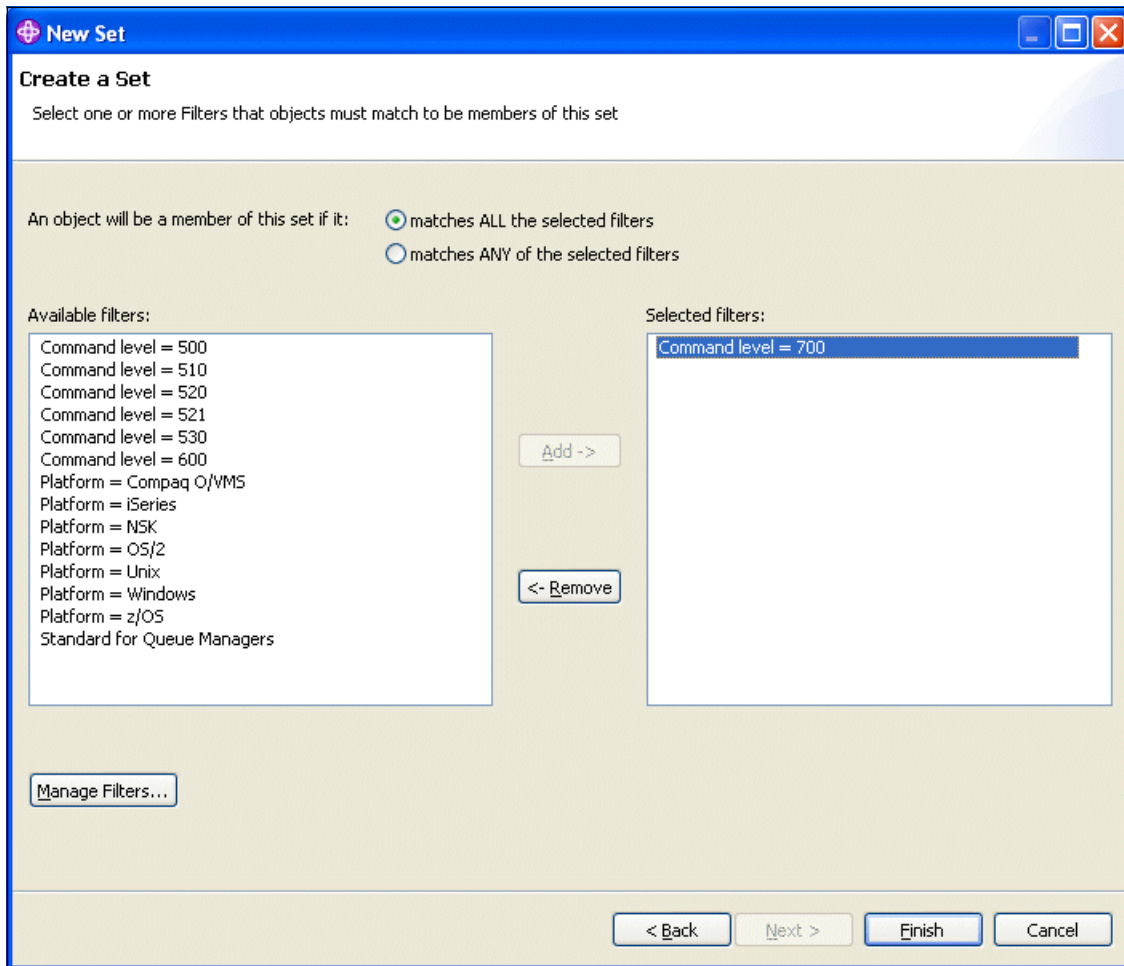 New Set
Create a Set
Select one or more Filters that objects must match to be members of this set
An object will be a member of this set if it:
matches ALL the selected filters
matches ANY of the selected filters
Available filters:
Command level = 500
Command level = 510
Command level = 520
Command level = 521
Command level = 530
Command level = 600
Platform = Compaq O/VMS
Platform = iSeries
Platform = NSK
Platform = OS/2
Platform = Unix
Platform = Windows
Platform = z/OS
Standard for Queue Managers
Add ->
<- Remove
Selected filters:
Command level = 700
Manage Filters...
< Back
Next >
Finish
Cancel